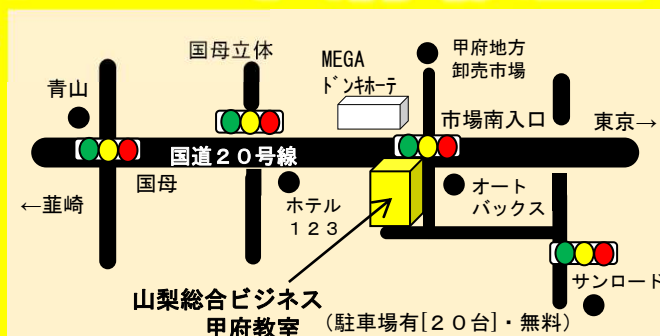 国母立体
MEGA
ドンキホーテ
甲府地方
卸売市場
青山
市場南入口
東京→
国道20号線
国母
←韮崎
ホテル
123
オート
バックス
サンロード
山梨総合ビジネス
甲府教室
(駐車場有[20台]・無料)